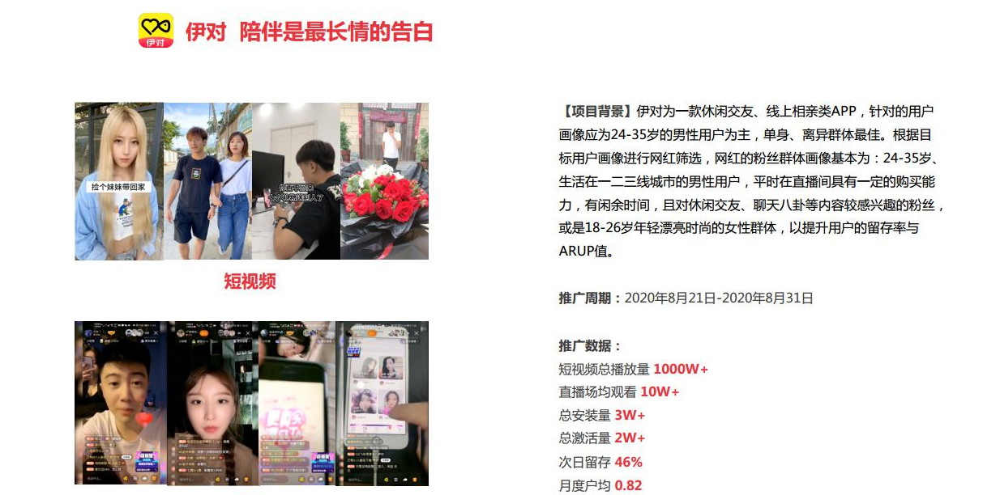 伊对
伊对 陪伴是最长情的告白
捡个妹妹带回家
短视频
【项目背景】伊对为一款休闲交友、线上相亲类APP，针对的用户
画像应为24-35岁的男性用户为主，单身、离异群体最佳。根据目
标用户画像进行网红筛选，网红的粉丝群体画像基本为：24-35岁、
生活在一二三线城市的男性用户，平时在直播间具有一定的购买能
力，有闲余时间，且对休闲交友、聊天八卦等内容较感兴趣的粉丝，
或是18-26岁年轻漂亮时尚的女性群体，以提升用户的留存率与
ARUP值。
推广周期：2020年8月21日-2020年8月31日
推广数据：
短视频总播放量 1000W+
直播场均观看 10W+
总安装量 3W+
总激活量 2W+
次日留存 46%
月度户均 0.82